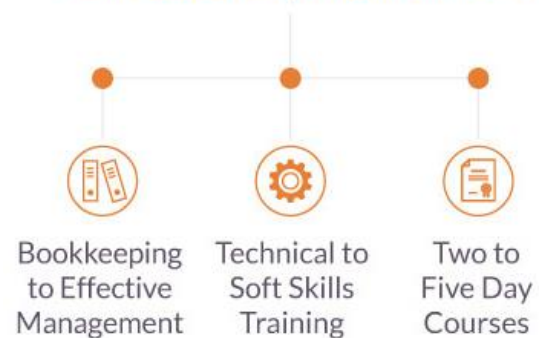 Bookkeeping
to Effective
Management
Technical to
Soft Skills
Training
Two to
Five Day
Courses